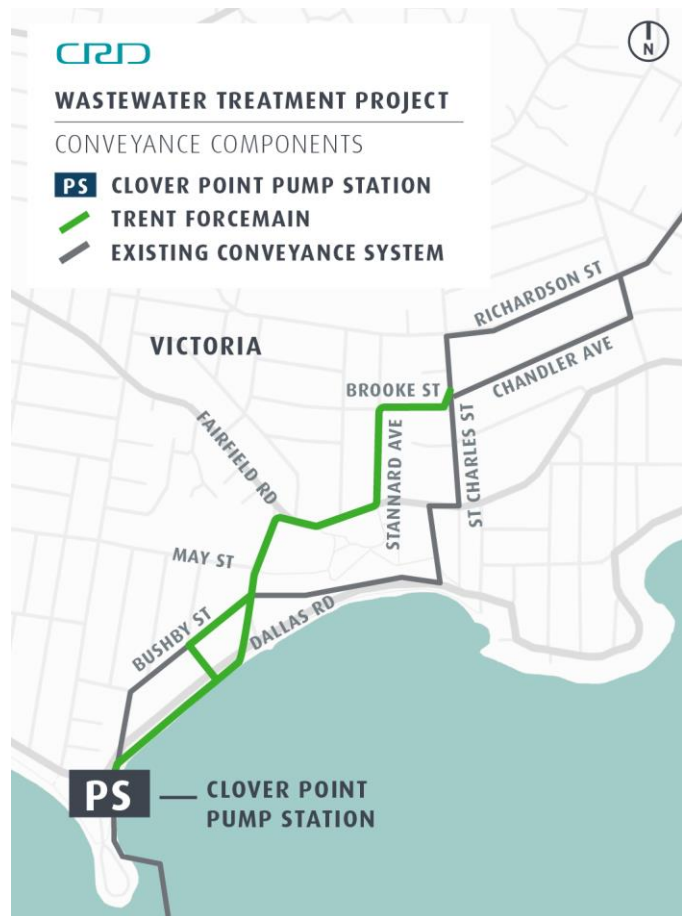 CRD
WASTEWATER TREATMENT PROJECT
CONVEYANCE COMPONENTS
PS CLOVER POINT PUMP STATION
TRENT FORCEMAIN
EXISTING CONVEYANCE SYSTEM
N
RICHARDSON ST
VICTORIA
CHANDLER AVE
BROOKE ST
FAIRFIELD RD
STANNARD AVE
ST CHARLES ST
MAY ST
BUSHBY ST
DALLAS RD
PS
CLOVER POINT
PUMP STATION